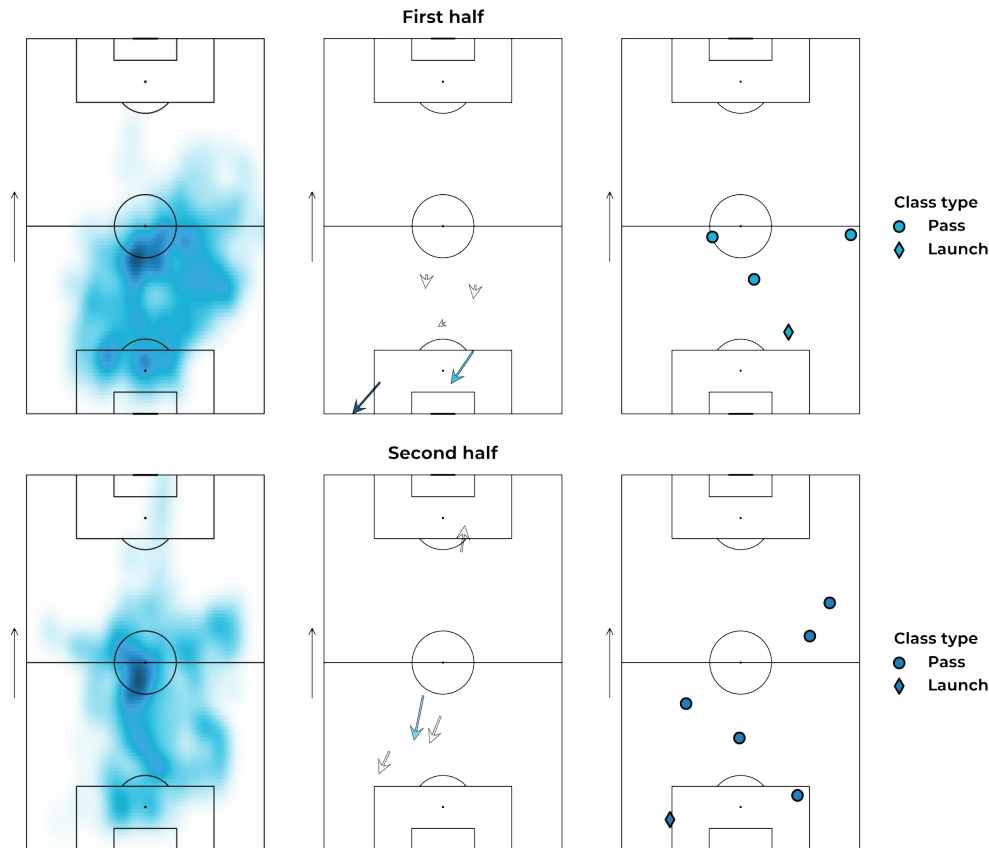 First half
Class type
Pass
Launch
Second half
Class type
Pass
Launch